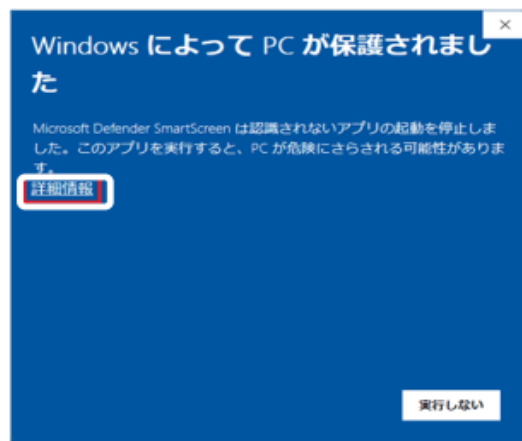 ×
Windows によって PC が保護されまし
た
Microsoft Defender SmartScreen は認識されないアプリの起動を停止しま
した。このアプリを実行すると、PC が危険にさらされる可能性がありま
す。
詳細情報
実行しない